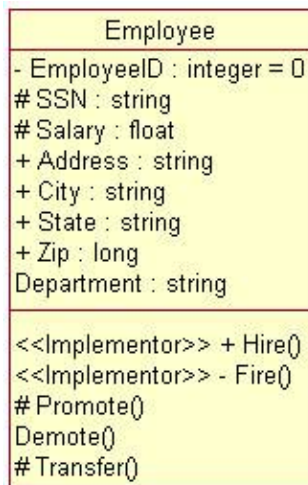 Employee
- EmployeeID : integer = 0
# SSN : string
# Salary : float
+ Address : string
+ City : string
+ State : string
+ Zip : long
Department : string
<<Implementor>> + Hire()
<<Implementor>> - Fire()
# Promote()
Demote()
# Transfer()